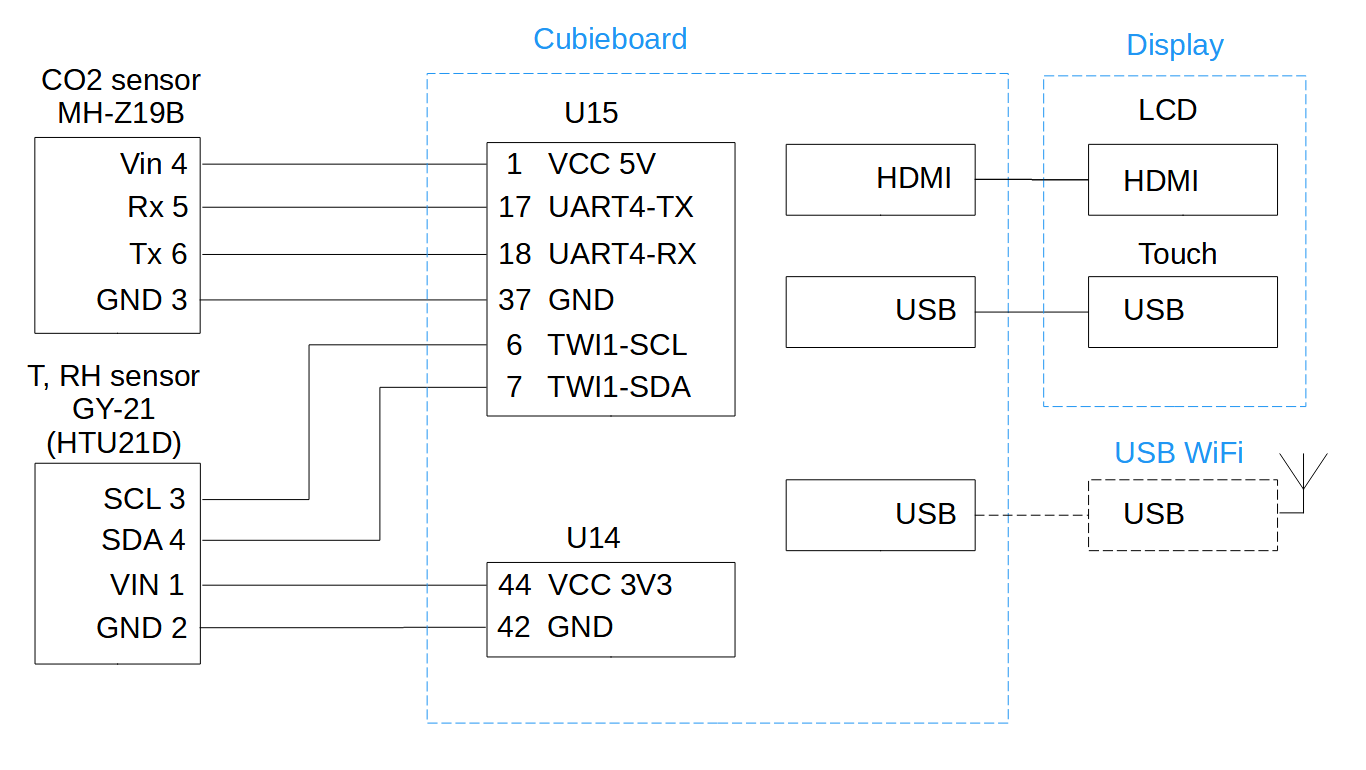 Cubieboard
Display
CO2 sensor
MH-Z19B
Vin 4
Rx 5
Tx 6
GND 3
T, RH sensor
GY-21
(HTU21D)
SCL 3
SDA 4
VIN 1
GND 2
U15
1 VCC 5V
17 UART4-TX
18 UART4-RX
37 GND
6 TWI1-SCL
7 TWI1-SDA
U14
44 VCC 3V3
42 GND
HDMI
USB
USB
LCD
HDMI
Touch
USB
USB WiFi
USB